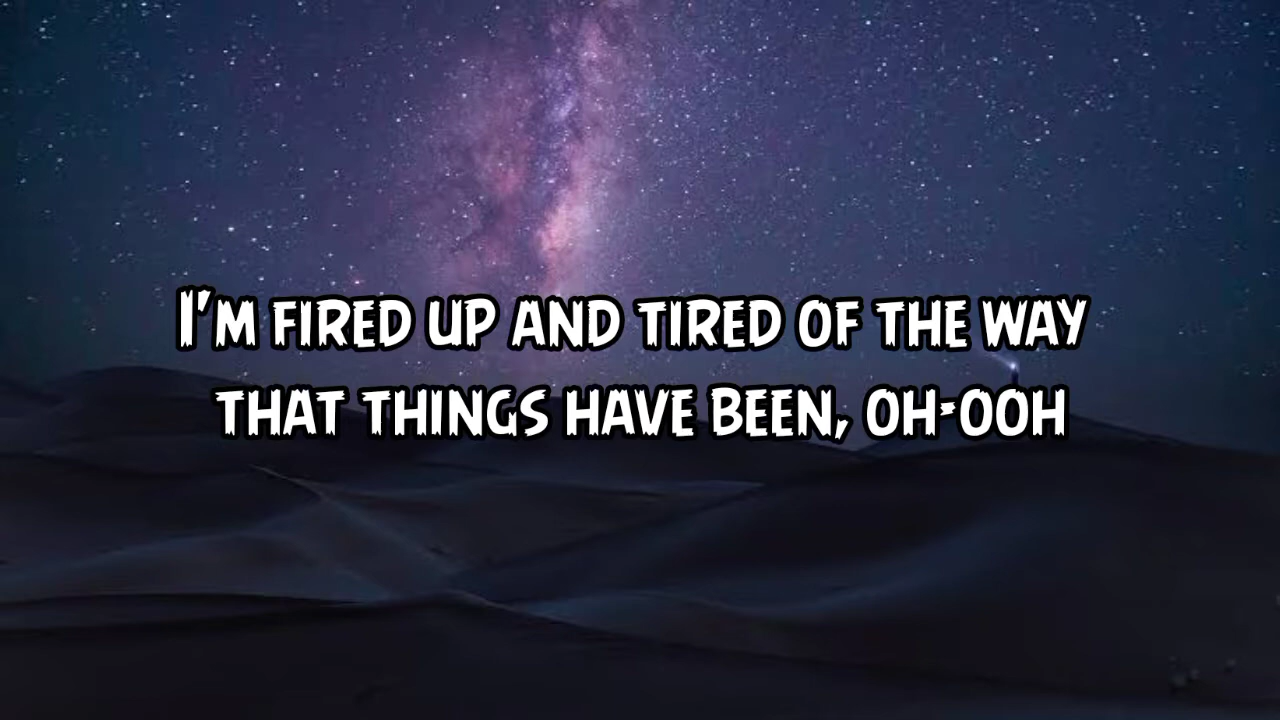 I'm fired up and tired of the way
that things have been, oh-ooh